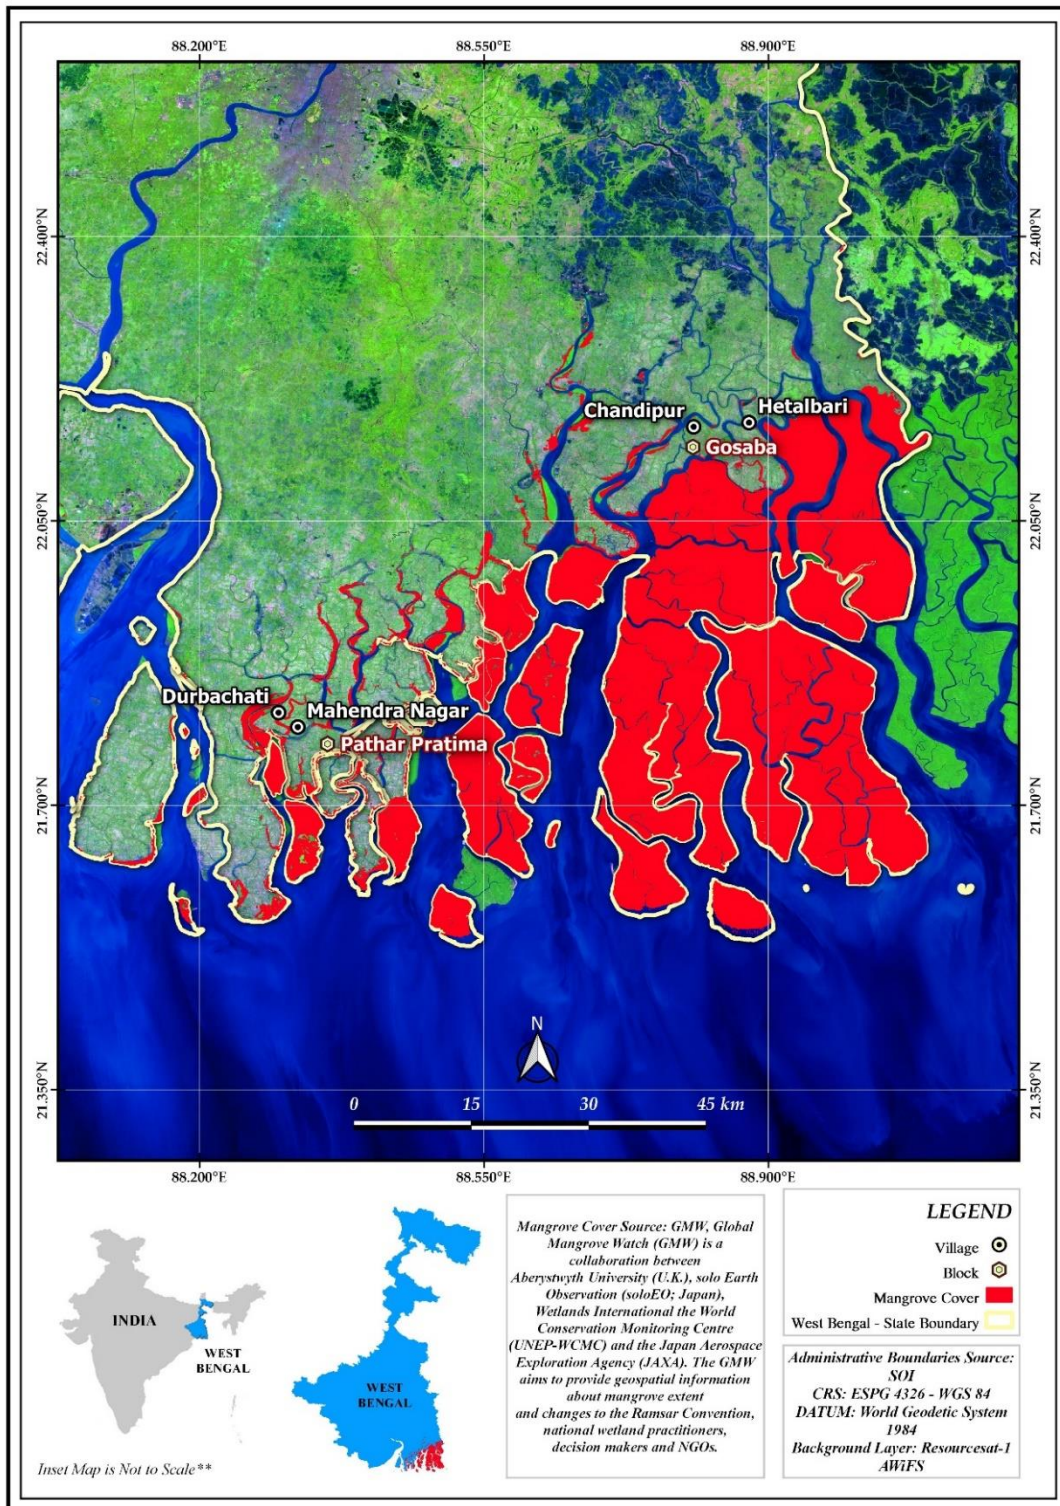 88.200°E
88.550°E
88.900°E
22.400°N
22.400°N
Chandipur
Hetalbari
Gosaba
22.050°N
22.050°N
Durbachati
Mahendra Nagar
Pathar Pratima
21.700°N
21.700°N
N
21.350°N
21.350°N
0 15 30 45 km
88.200°E
88.550°E
88.900°E
INDIA
WEST
BENGAL
Inset Map is Not to Scale**
WEST
BENGAL
Mangrove Cover Source: GMW, Global
Mangrove Watch (GMW) is a
collaboration between
Aberystwyth University (U.K.), solo Earth
Observation (soloEO; Japan),
Wetlands International the World
Conservation Monitoring Centre
(UNEP-WCMC) and the Japan Aerospace
Exploration Agency (JAXA). The GMW
aims to provide geospatial information
about mangrove extent
and changes to the Ramsar Convention,
national wetland practitioners,
decision makers and NGOs.
LEGEND
Village
Block
Mangrove Cover
West Bengal - State Boundary
Administrative Boundaries Source:
SOI
CRS: ESPG 4326 - WGS 84
DATUM: World Geodetic System
1984
Background Layer: Resourcesat-1
AWiFS